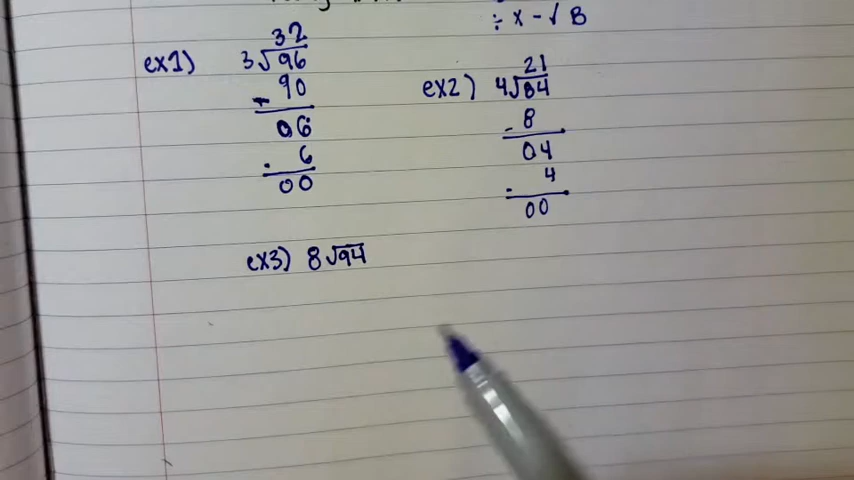 ÷ x - √ B
ex1) 32
3√96
- 90
06
- 6
00
ex2) 21
4√84
- 8
04
- 4
00
ex3) 8√94